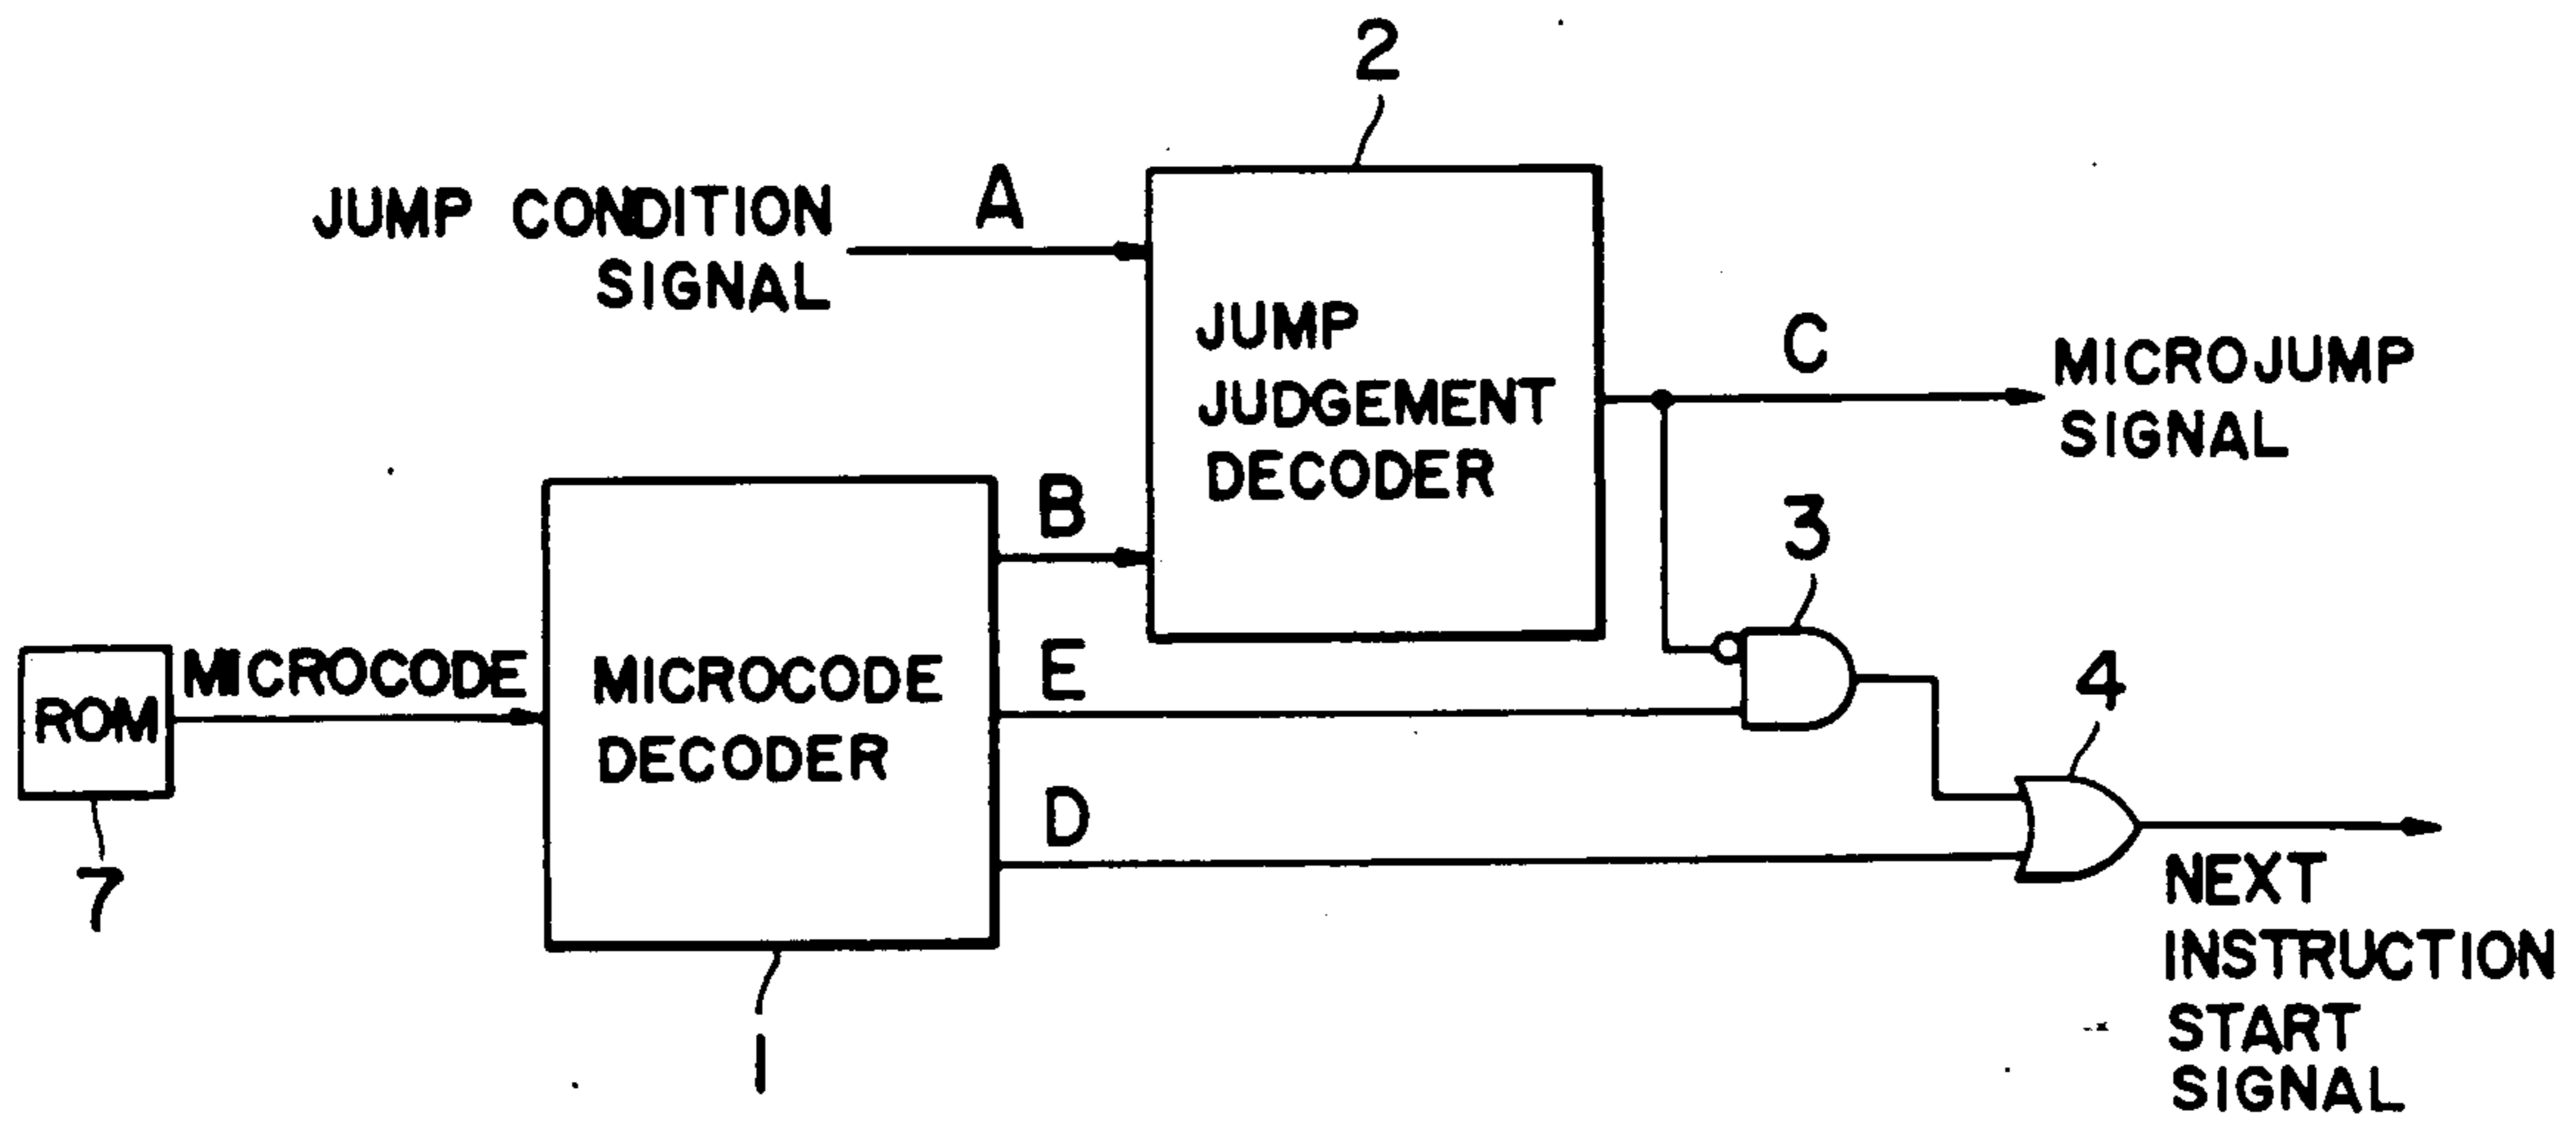 2
JUMP CONDITION
SIGNAL
A
JUMP
JUDGEMENT
DECODER
C
MICROJUMP
SIGNAL
B
3
MICROCODE
ROM
MICROCODE
DECODER
E
4
D
7
NEXT
INSTRUCTION
START
SIGNAL
1